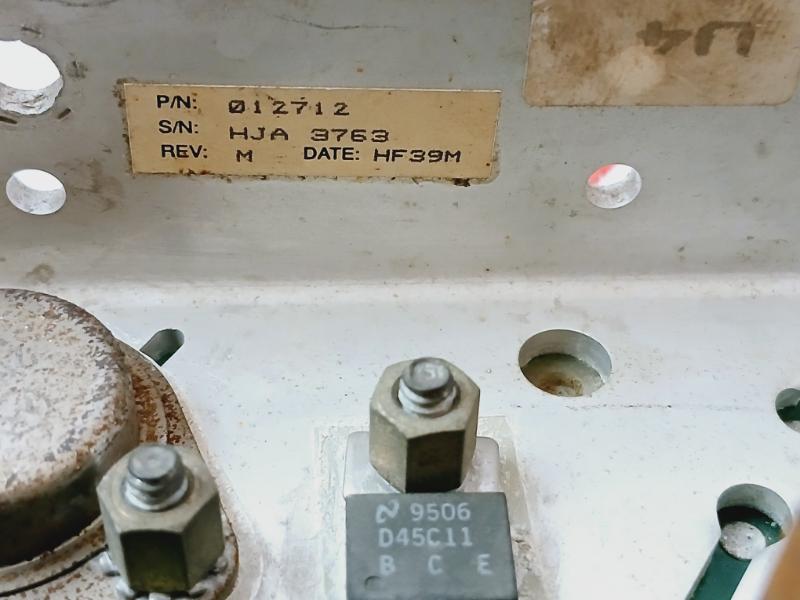 P/N: 012712
S/N: HJA 3763
REV: M DATE: HF39M
U4
9506
D45C11
B C E